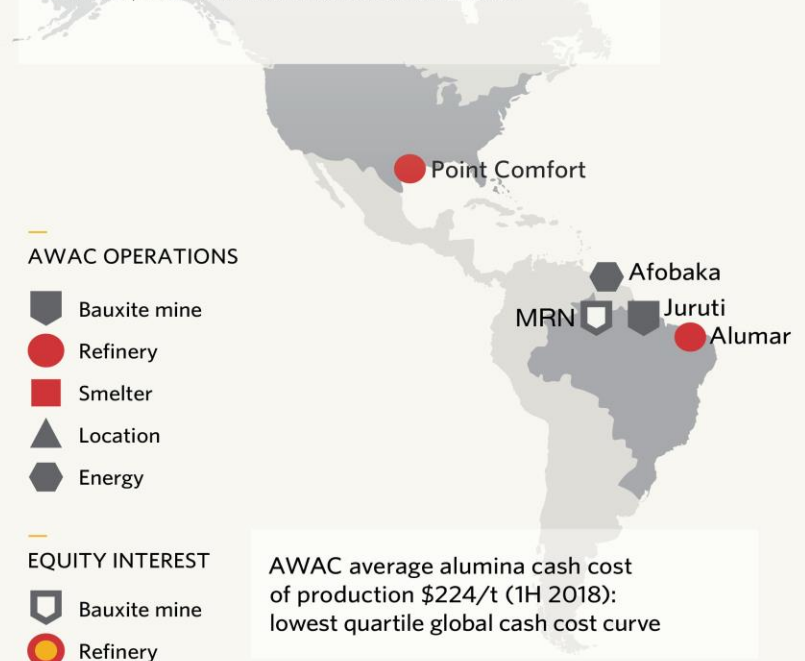 Point Comfort
AWAC OPERATIONS
Bauxite mine
Refinery
Smelter
Location
Energy
Afobaka
MRN
Juruti
Alumar
EQUITY INTEREST
Bauxite mine
Refinery
AWAC average alumina cash cost
of production $224/t (1H 2018):
lowest quartile global cash cost curve